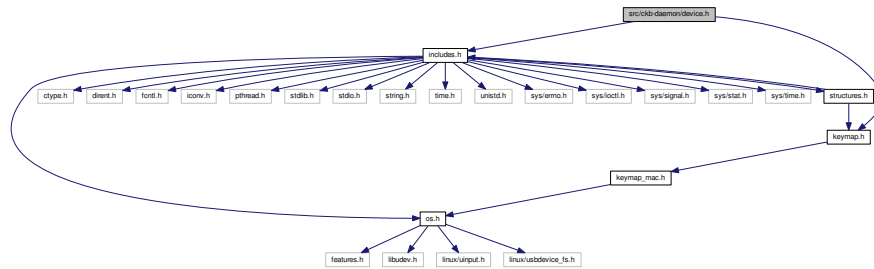 src/ckb-daemon/device.h
includes.h
ctype.h dirent.h fcntl.h iconv.h pthread.h stdlib.h stdio.h string.h time.h unistd.h sys/errno.h sys/ioctl.h sys/signal.h sys/stat.h sys/time.h structures.h
keymap.h
keymap_mac.h
os.h
features.h libudev.h linux/uinput.h linux/usbdevice_fs.h